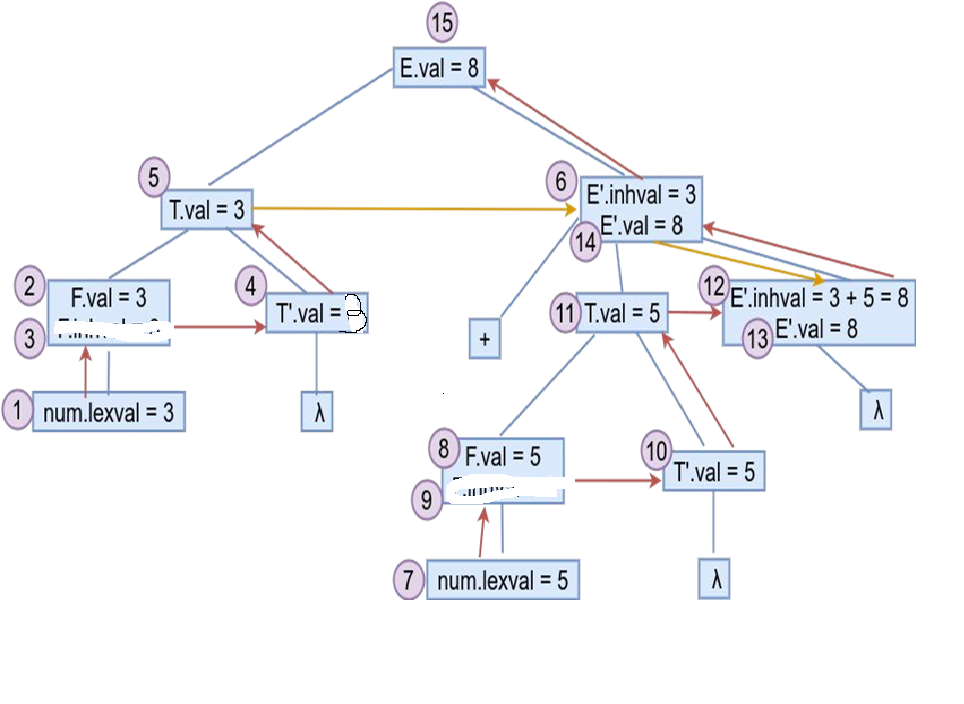 15
E.val = 8
5
T.val = 3
6
E'.inhval = 3
E'.val = 8
14
2
F.val = 3
3
4
T'.val =
+
11
T.val = 5
12
E'.inhval = 3 + 5 = 8
E'.val = 8
13
1
num.lexval = 3
λ
λ
8
F.val = 5
9
10
T'.val = 5
7
num.lexval = 5
λ